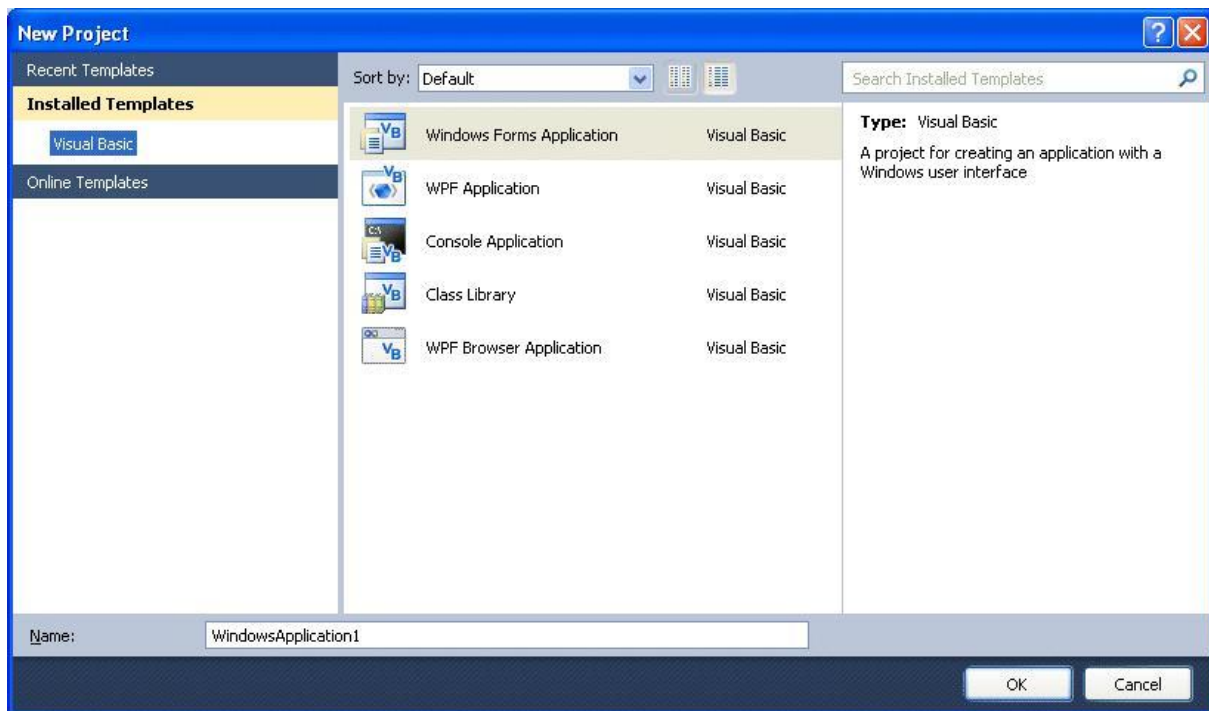 New Project
Recent Templates
Installed Templates
Visual Basic
Online Templates
Sort by: Default
Search Installed Templates
Windows Forms Application Visual Basic
WPF Application Visual Basic
Console Application Visual Basic
Class Library Visual Basic
WPF Browser Application Visual Basic
Type: Visual Basic
A project for creating an application with a
Windows user interface
Name: WindowsApplication1
OK Cancel